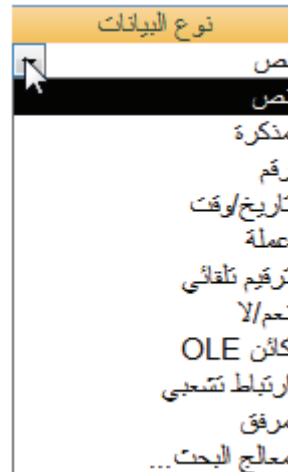 نوع البيانات
نص
نص
مذكرة
رقم
تاريخ/وقت
عملة
ترقيم تلقائي
نعم/لا
كائن OLE
ارتباط تشعبي
مرفق
معالج البحث...